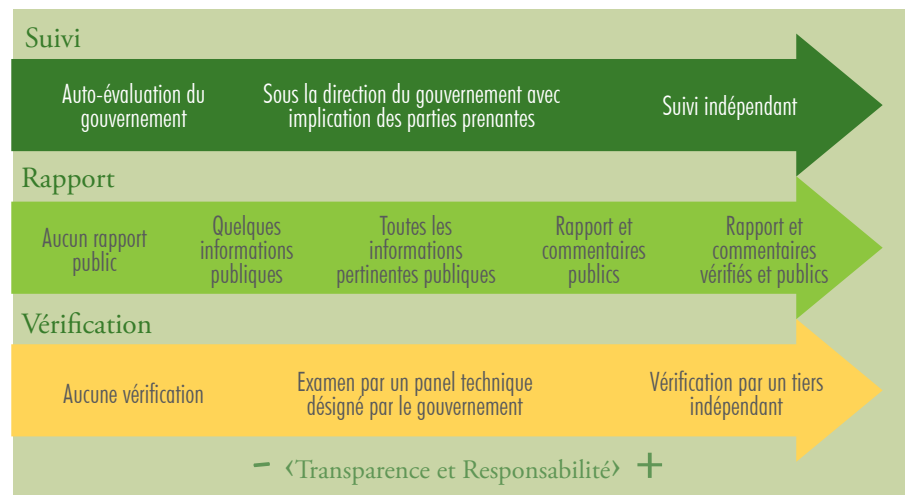 Suivi
Auto-évaluation du
gouvernement
Sous la direction du gouvernement avec
implication des parties prenantes
Suivi indépendant
Rapport
Aucun rapport
public
Quelques
informations
publiques
Toutes les
informations
pertinentes publiques
Rapport et
commentaires
publics
Rapport et
commentaires
vérifiés et publics
Vérification
Aucune vérification
Examen par un panel technique
désigné par le gouvernement
Vérification par un tiers
indépendant
- ‹Transparence et Responsabilité› +